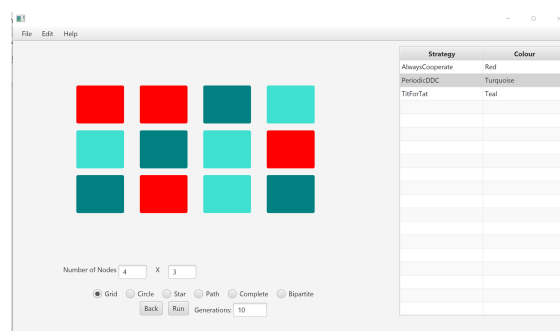 File Edit Help
Strategy Colour
AlwaysCooperate Red
PeriodicDDC Turquoise
TitForTat Teal
Number of Nodes 4 X 3
Grid Circle Star Path Complete Bipartite
Back Run Generations: 10